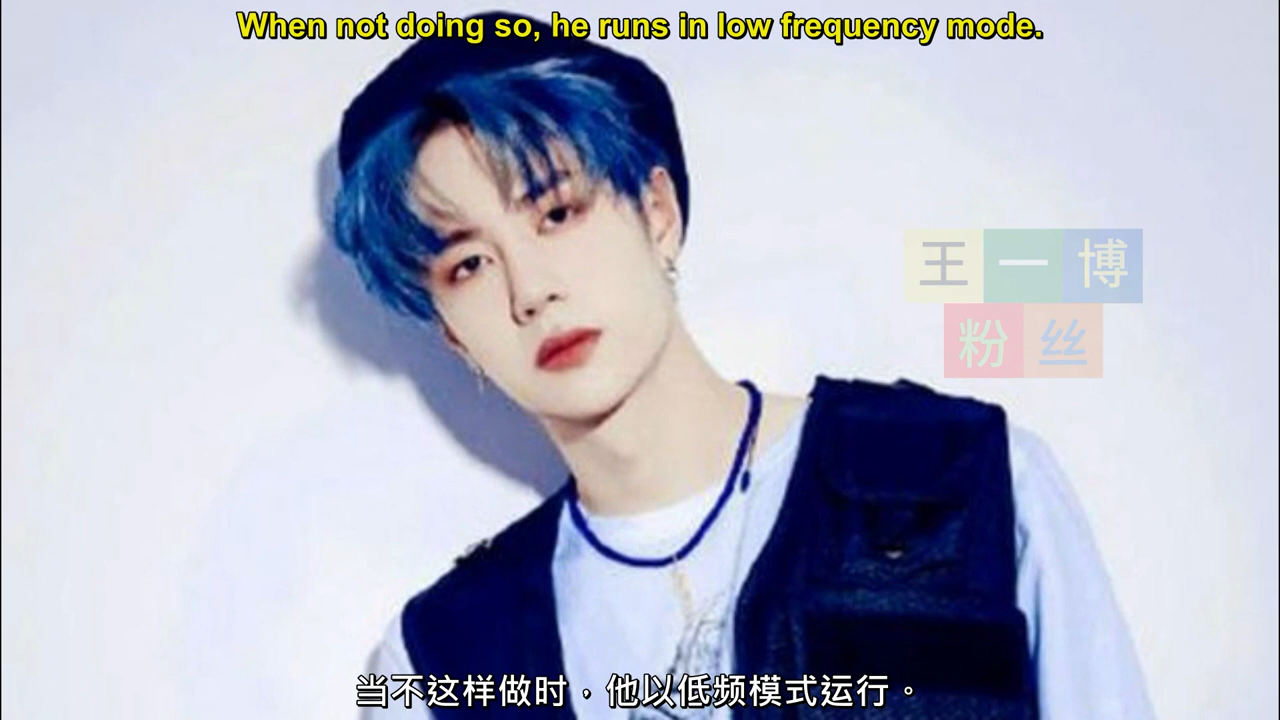 When not doing so, he runs in low frequency mode.
王一博
粉丝
当不这样做时，他以低频模式运行。